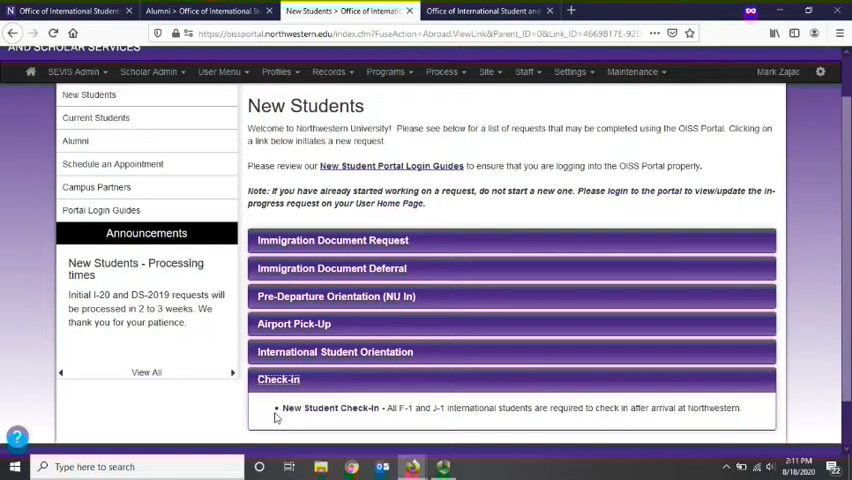 Office of International Student
Alumni > Office of International S
New Students > Office of Internati
Office of International Student and
https://oissportal.northwestern.edu/index.cfm?FuseAction=Abroad.ViewLink&Parent_ID=0&Link_ID=4669B17E-92D
AND SCHOLAR SERVICES
SEVIS Admin Scholar Admin User Menu Profiles Records Programs Process Site Staff Settings Maintenance Mark Zajac
New Students
Current Students
Alumni
Schedule an Appointment
Campus Partners
Portal Login Guides
Announcements
New Students - Processing
times
Initial I-20 and DS-2019 requests will
be processed in 2 to 3 weeks. We
thank you for your patience.
View All
New Students
Welcome to Northwestern University! Please see below for a list of requests that may be completed using the OISS Portal. Clicking on
a link below initiates a new request.
Please review our New Student Portal Login Guides to ensure that you are logging into the OISS Portal properly.
Note: If you have already started working on a request, do not start a new one. Please login to the portal to view/update the in-
progress request on your User Home Page.
Immigration Document Request
Immigration Document Deferral
Pre-Departure Orientation (NU In)
Airport Pick-Up
International Student Orientation
Check-in
• New Student Check-In - All F-1 and J-1 international students are required to check in after arrival at Northwestern.
?
Type here to search
2:11 PM
8/18/2020
22